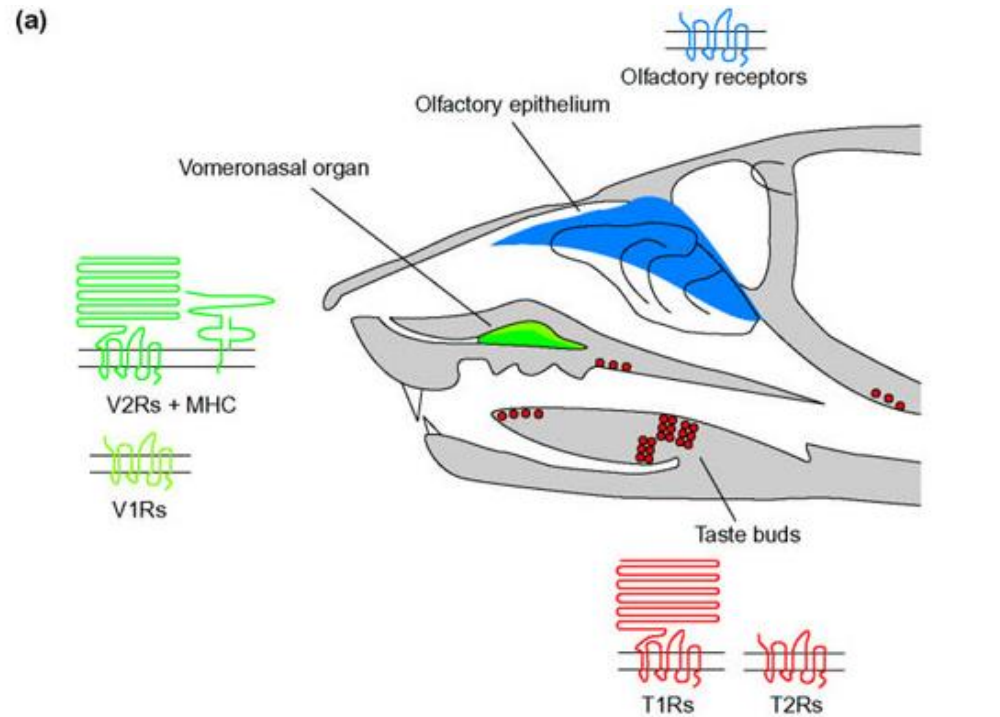 (a)
Olfactory receptors
Olfactory epithelium
Vomeronasal organ
V2Rs + MHC
V1Rs
Taste buds
T1Rs
T2Rs